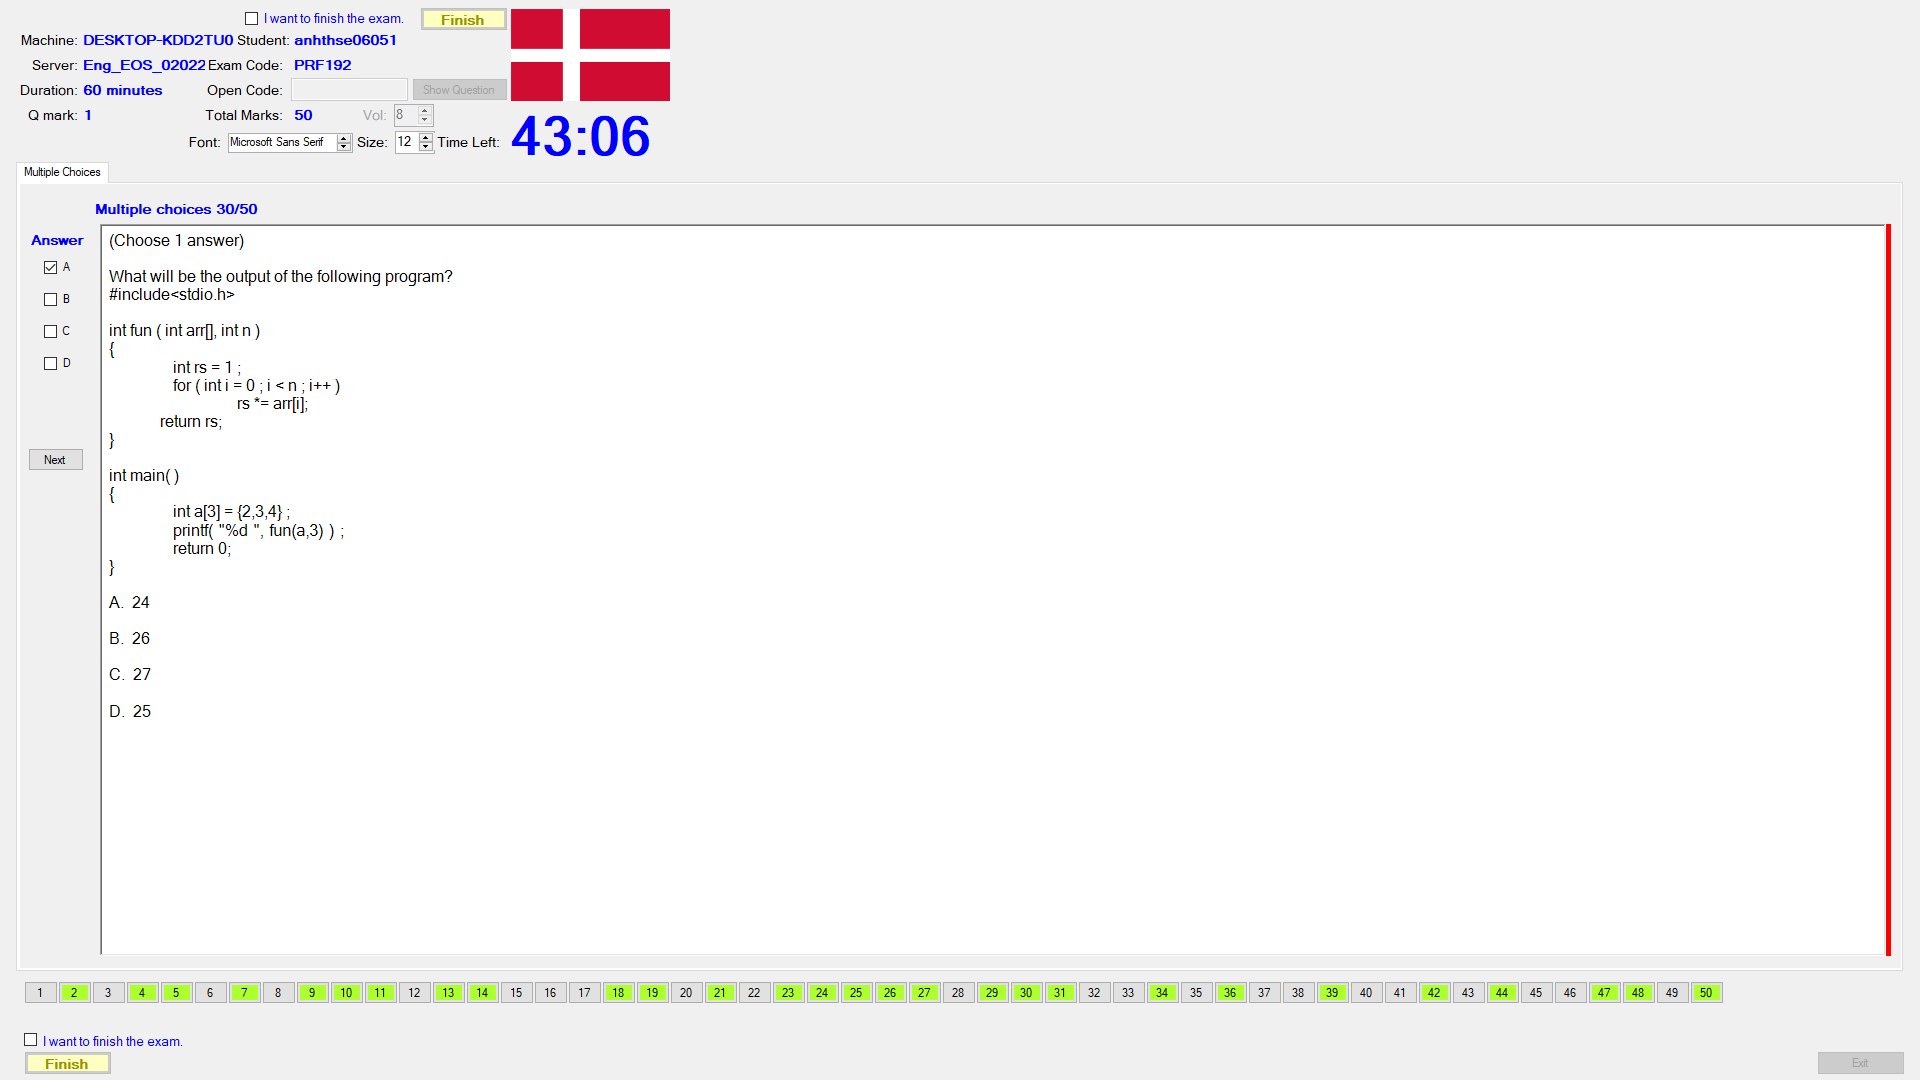 I want to finish the exam.
Finish
Machine: DESKTOP-KDD2TU0 Student: anhthse06051
Server: Eng_EOS_02022 Exam Code: PRF192
Duration: 60 minutes Open Code: Show Question
Q mark: 1 Total Marks: 50 Vol: 8
Font: Microsoft Sans Serif Size: 12 Time Left: 43:06
Multiple Choices
Multiple choices 30/50
Answer
A
B
C
D
Next
(Choose 1 answer)
What will be the output of the following program?
#include<stdio.h>
int fun ( int arr[], int n )
{
int rs = 1 ;
for ( int i = 0 ; i < n ; i++ )
rs *= arr[i];
return rs;
}
int main( )
{
int a[3] = {2,3,4} ;
printf( "%d ", fun(a,3) ) ;
return 0;
}
A. 24
B. 26
C. 27
D. 25
1 2 3 4 5 6 7 8 9 10 11 12 13 14 15 16 17 18 19 20 21 22 23 24 25 26 27 28 29 30 31 32 33 34 35 36 37 38 39 40 41 42 43 44 45 46 47 48 49 50
I want to finish the exam.
Finish
Exit